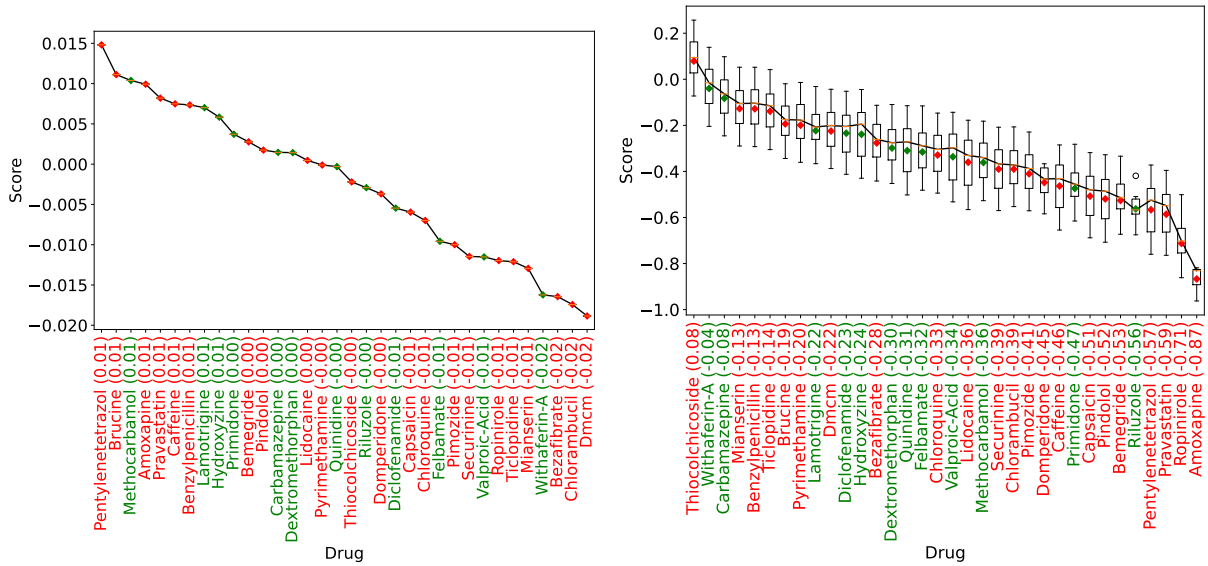 0.015
0.010
0.005
0.000
−0.005
−0.010
−0.015
−0.020
Score
Pentylenetetrazol (0.01)
Brucine (0.01)
Methocarbamol (0.01)
Amoxapine (0.01)
Pravastatin (0.01)
Caffeine (0.01)
Benzylpenicillin (0.01)
Lamotrigine (0.01)
Hydroxyzine (0.01)
Primidone (0.00)
Bemegride (0.00)
Pindolol (0.00)
Carbamazepine (0.00)
Dextromethorphan (0.00)
Lidocaine (0.00)
Pyrimethamine (-0.00)
Quinidine (-0.00)
Thiocolchicoside (-0.00)
Riluzole (-0.00)
Domperidone (-0.00)
Diclofenamide (-0.01)
Capsaicin (-0.01)
Chloroquine (-0.01)
Felbamate (-0.01)
Pimozide (-0.01)
Securinine (-0.01)
Valproic-Acid (-0.01)
Ropinirole (-0.01)
Ticlopidine (-0.01)
Mianserin (-0.01)
Withaferin-A (-0.02)
Bezafibrate (-0.02)
Chlorambucil (-0.02)
Dmcm (-0.02)
Drug
0.2
0.0
−0.2
−0.4
−0.6
−0.8
−1.0
Score
Thiocolchicoside (0.08)
Withaferin-A (-0.04)
Carbamazepine (-0.08)
Mianserin (-0.13)
Benzylpenicillin (-0.13)
Ticlopidine (-0.14)
Brucine (-0.19)
Pyrimethamine (-0.20)
Lamotrigine (-0.22)
Dmcm (-0.22)
Diclofenamide (-0.23)
Hydroxyzine (-0.24)
Bezafibrate (-0.28)
Dextromethorphan (-0.30)
Quinidine (-0.31)
Felbamate (-0.32)
Chloroquine (-0.33)
Valproic-Acid (-0.34)
Lidocaine (-0.36)
Methocarbamol (-0.36)
Securinine (-0.39)
Chlorambucil (-0.39)
Pimozide (-0.41)
Domperidone (-0.45)
Caffeine (-0.46)
Primidone (-0.47)
Capsaicin (-0.51)
Pindolol (-0.52)
Bemegride (-0.53)
Riluzole (-0.56)
Pentylenetetrazol (-0.57)
Pravastatin (-0.59)
Ropinirole (-0.71)
Amoxapine (-0.87)
Drug